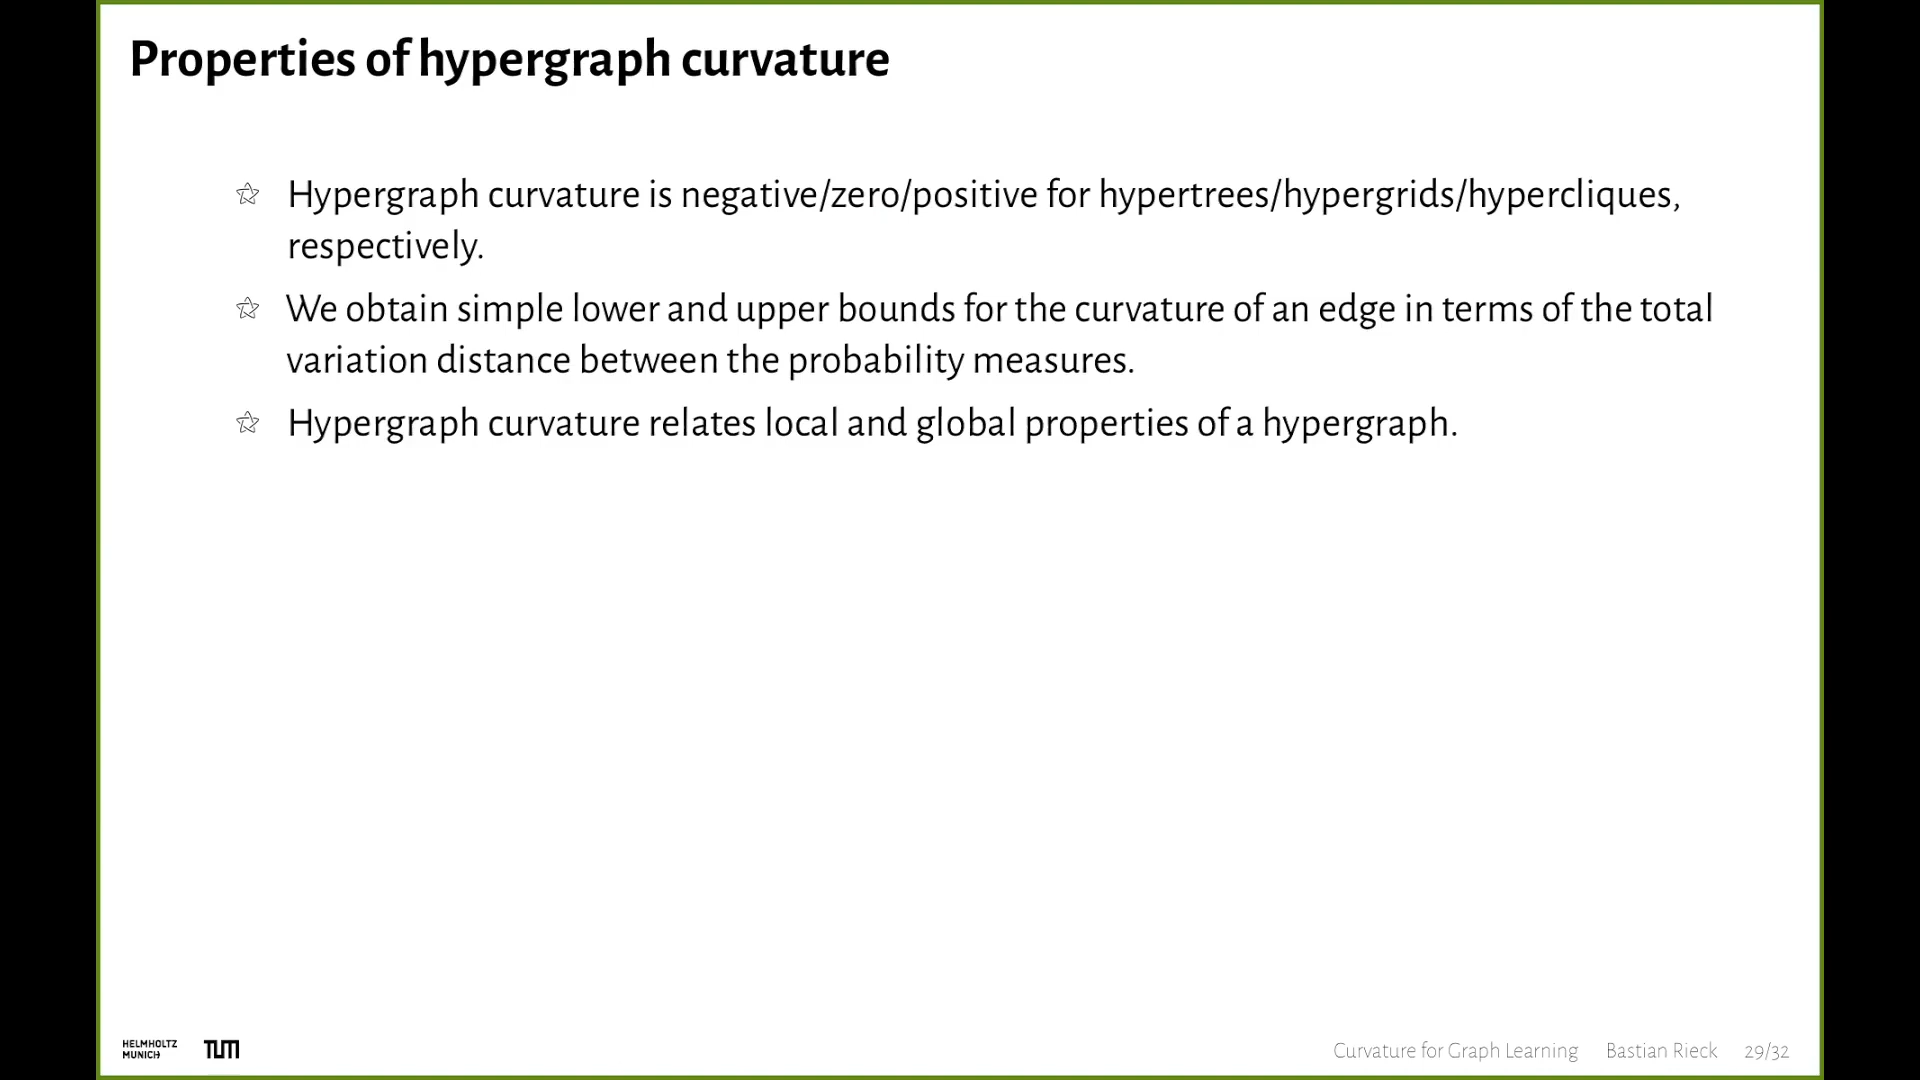 Properties of hypergraph curvature
Hypergraph curvature is negative/zero/positive for hypertrees/hypergrids/hypercliques,
respectively.
We obtain simple lower and upper bounds for the curvature of an edge in terms of the total
variation distance between the probability measures.
Hypergraph curvature relates local and global properties of a hypergraph.
HELMHOLTZ
MUNICH
TUM
Curvature for Graph Learning Bastian Rieck 29/32